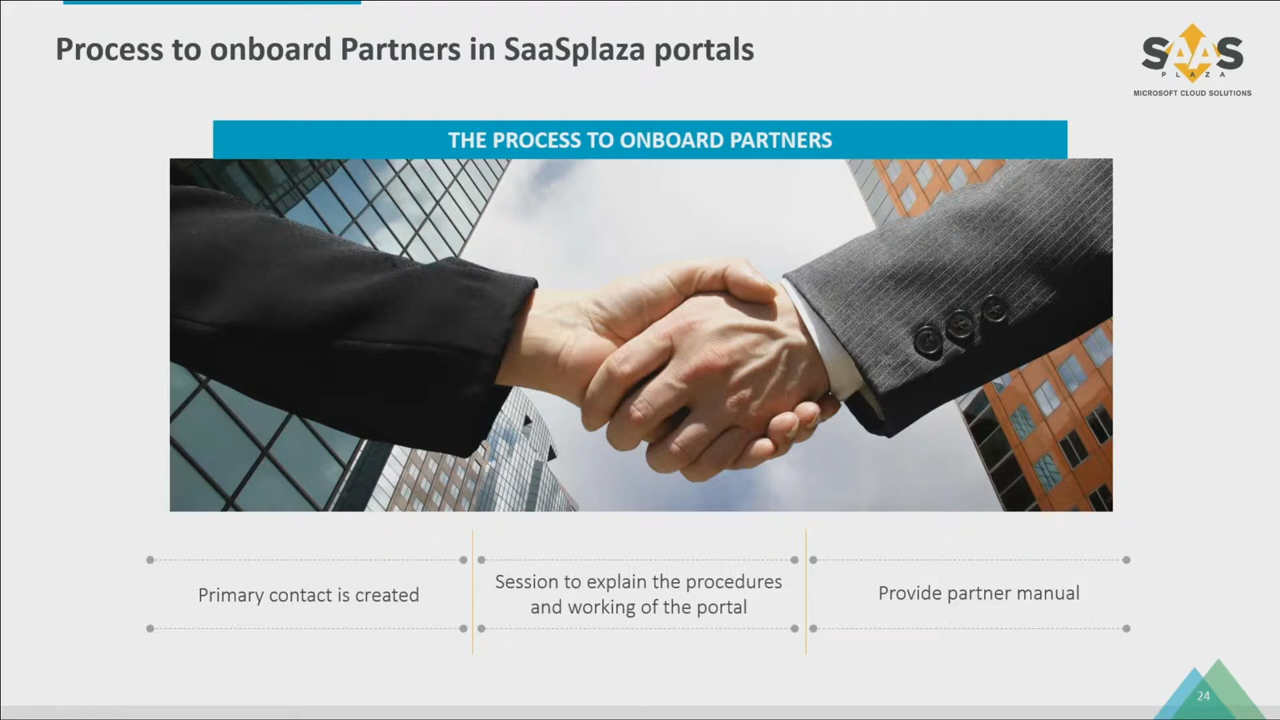 Process to onboard Partners in SaaSplaza portals
SAAS
PLAZA
MICROSOFT CLOUD SOLUTIONS
THE PROCESS TO ONBOARD PARTNERS
Primary contact is created
Session to explain the procedures
and working of the portal
Provide partner manual
24